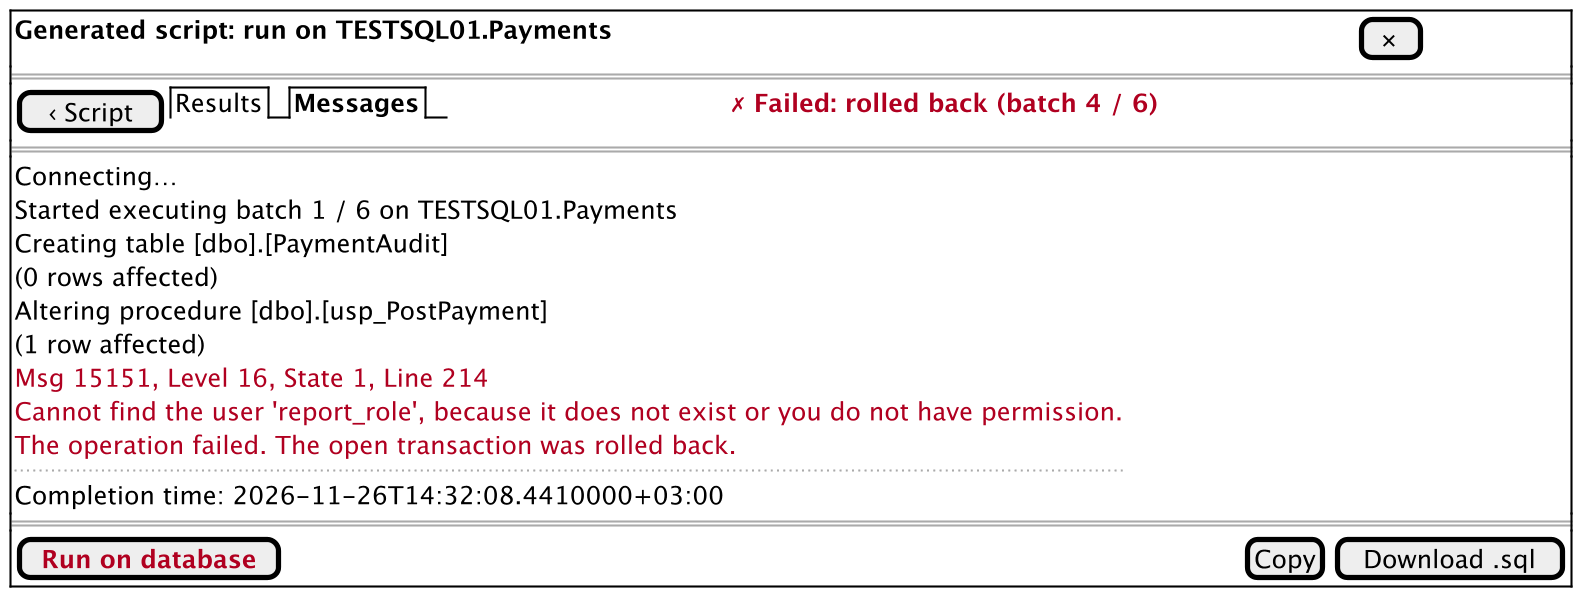 Generated script: run on TESTSQL01.Payments
×
‹ Script
Results
Messages
✗ Failed: rolled back (batch 4 / 6)
Connecting…
Started executing batch 1 / 6 on TESTSQL01.Payments
Creating table [dbo].[PaymentAudit]
(0 rows affected)
Altering procedure [dbo].[usp_PostPayment]
(1 row affected)
Msg 15151, Level 16, State 1, Line 214
Cannot find the user 'report_role', because it does not exist or you do not have permission.
The operation failed. The open transaction was rolled back.
Completion time: 2026-11-26T14:32:08.4410000+03:00
Run on database
Copy
Download .sql